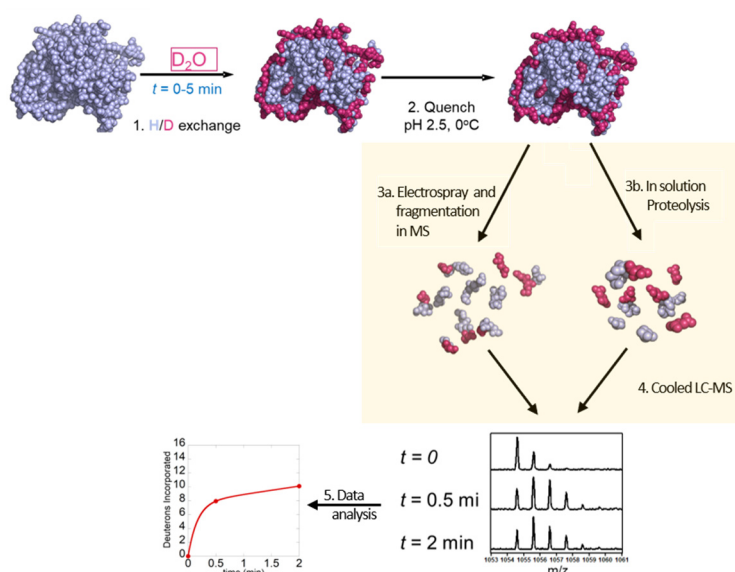 D₂O
t = 0-5 min
1. H/D exchange
2. Quench
pH 2.5, 0ºC
3a. Electrospray and
fragmentation
in MS
3b. In solution
Proteolysis
4. Cooled LC-MS
t = 0
t = 0.5 mi
t = 2 min
1053 1054 1055 1056 1057 1058 1059 1060 1061
m/z
5. Data
analysis
Deuterons Incorporated
16
14
12
10
8
6
4
2
0
0 0.5 1 1.5 2
time (min)